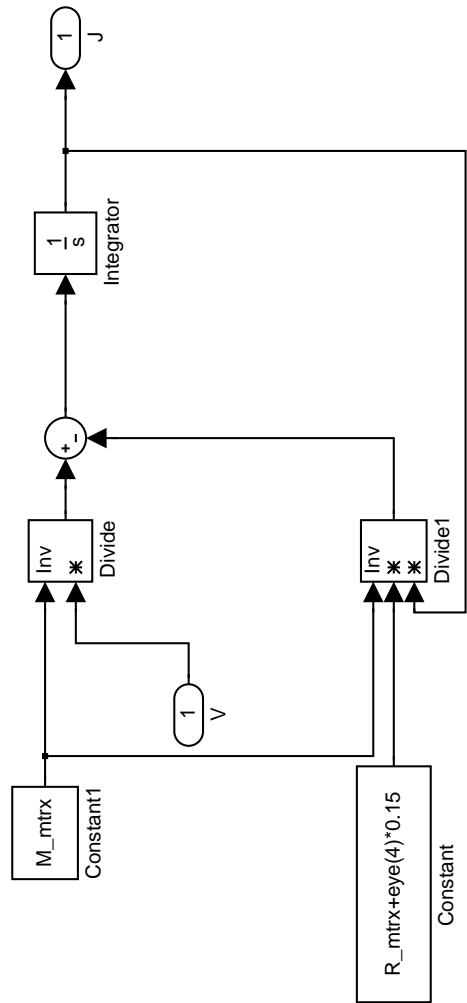 M_mtrx
Constant1
R_mtrx+eye(4)*0.15
Constant
1
V
Inv
*
Divide
Inv
*
*
Divide1
+
-
1
s
Integrator
1
J